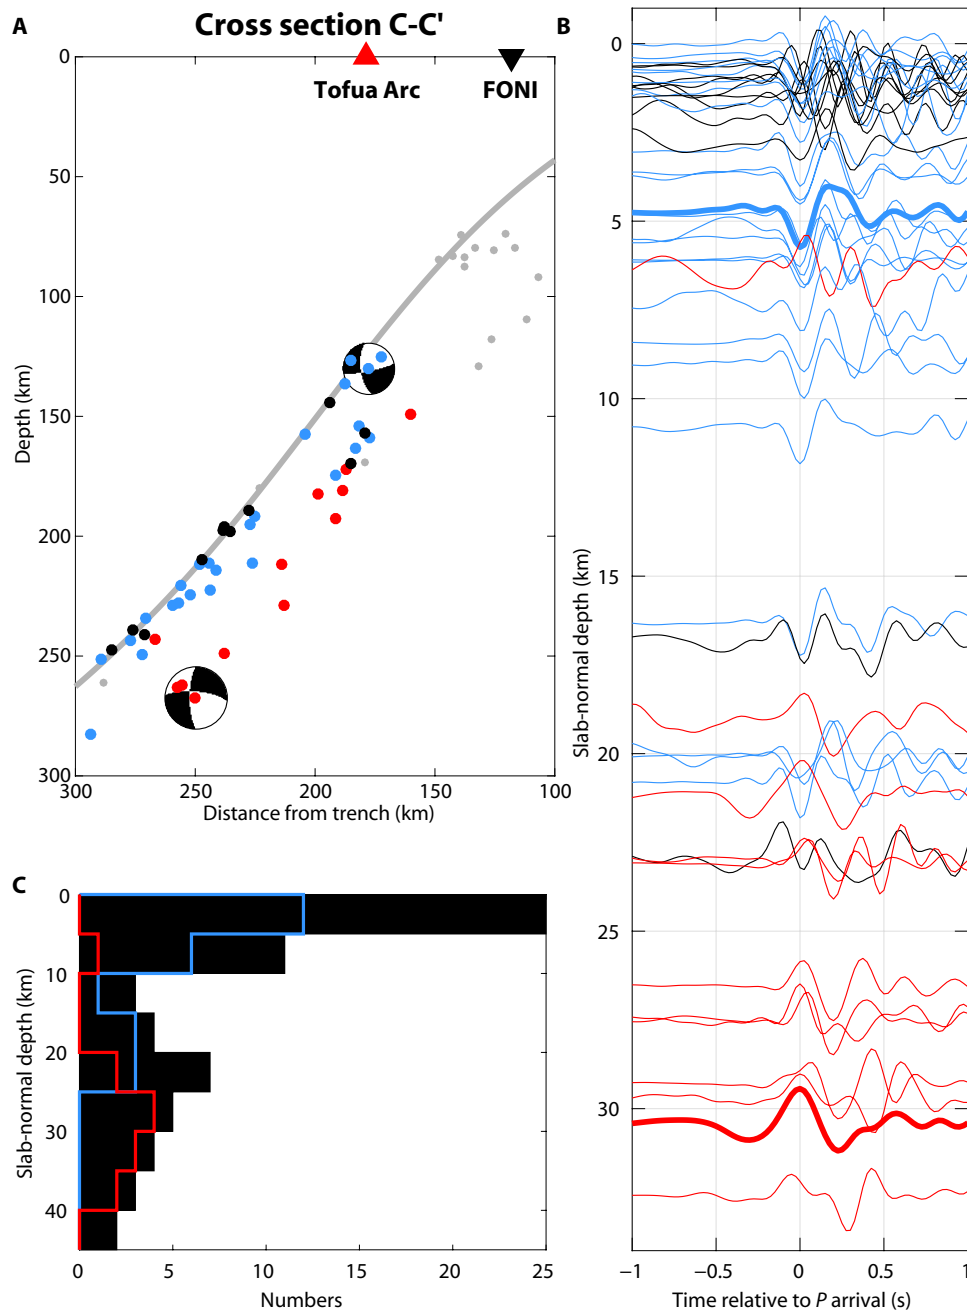 A
Cross section C-C'
B
0
Tofua Arc
FONI
50
100
150
200
250
300
Depth (km)
300
250
200
150
100
Distance from trench (km)
0
5
10
15
20
25
30
Slab-normal depth (km)
−1
−0.5
0
0.5
1
Time relative to P arrival (s)
C
0
10
20
30
40
Slab-normal depth (km)
0
5
10
15
20
25
Numbers